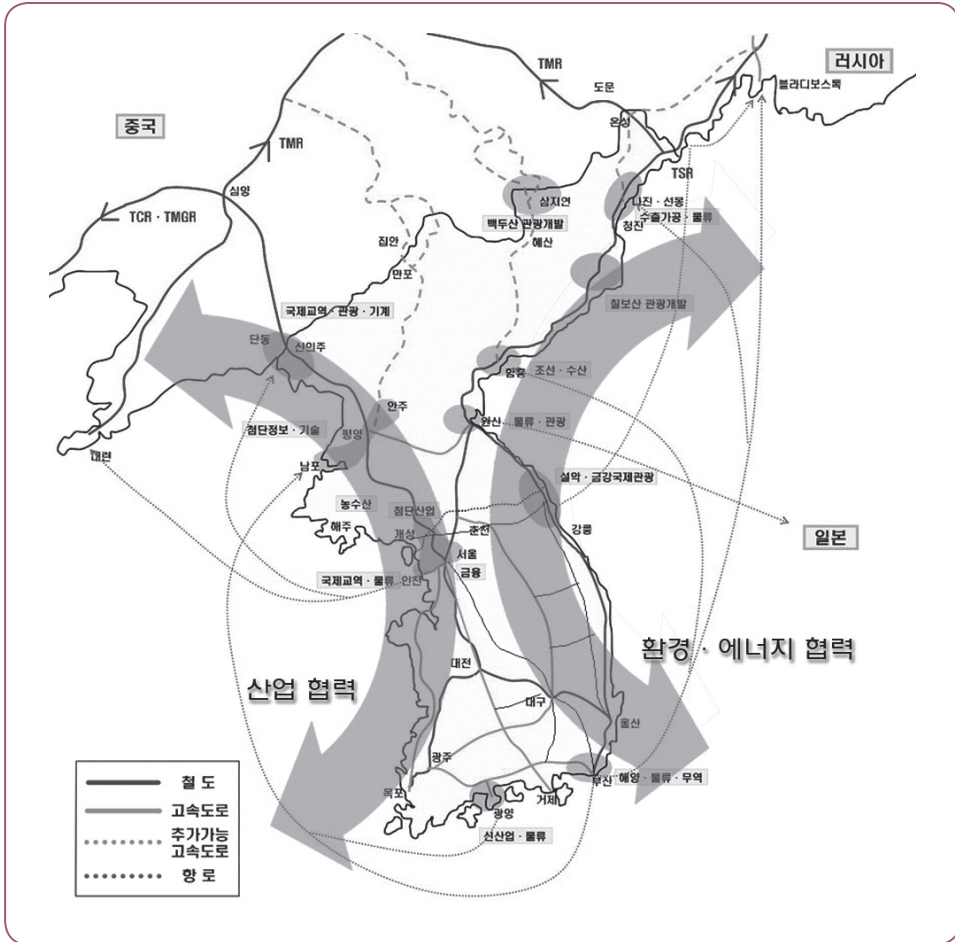 TMR
러시아
도문
블라디보스톡
중국
온성
TMR
TSR
심양
삼지연
나진 · 선봉
TCR · TMGR
백두산 관광개발
수출가공 · 물류
청진
집안
혜산
만포
칠보산 관광개발
국제교역 · 관광 · 기계
단동
신의주
함흥
조선 · 수산
안주
원산
물류 · 관광
첨단정보 · 기술
평양
대련
남포
설악 · 금강국제관광
농수산
첨단산업
해주
개성
춘천
강릉
일본
서울
금융
국제교역 · 물류
인천
환경 · 에너지 협력
대전
산업 협력
대구
울산
광주
부산
해양 · 물류 · 무역
목포
거제
광양
신산업 · 물류
철 도
고속도로
추가가능
고속도로
항 로